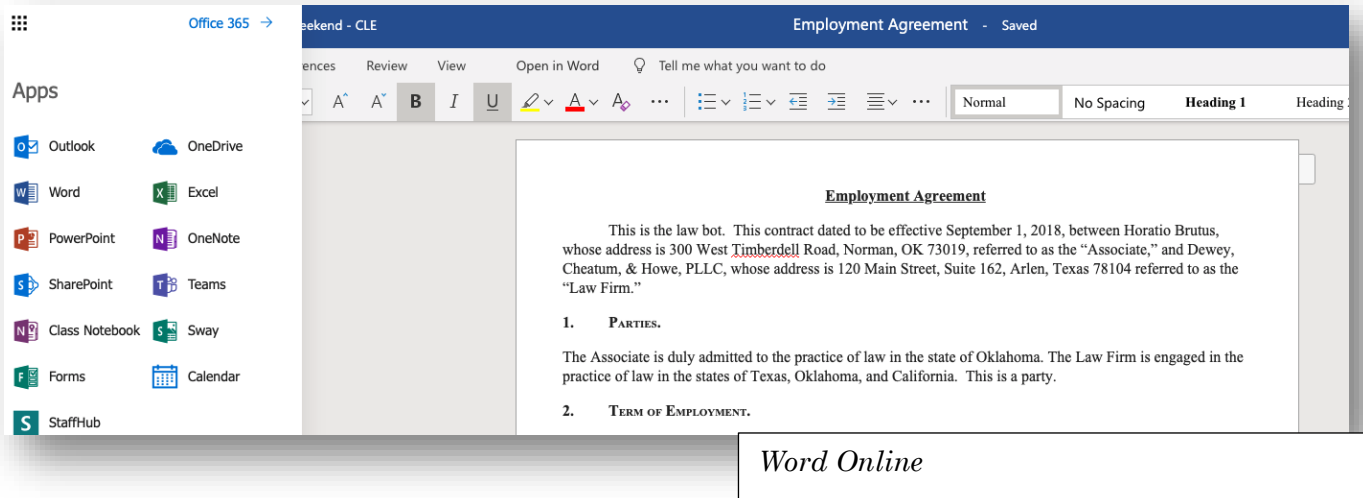 Office 365 →
eekend - CLE
Employment Agreement - Saved
ences Review View Open in Word Tell me what you want to do
Apps
B I U Normal No Spacing Heading 1 Heading
Outlook OneDrive
Word Excel
PowerPoint OneNote
SharePoint Teams
Class Notebook Sway
Forms Calendar
StaffHub
Employment Agreement
This is the law bot. This contract dated to be effective September 1, 2018, between Horatio Brutus,
whose address is 300 West Timberdell Road, Norman, OK 73019, referred to as the “Associate,” and Dewey,
Cheatum, & Howe, PLLC, whose address is 120 Main Street, Suite 162, Arlen, Texas 78104 referred to as the
“Law Firm.”
1. PARTIES.
The Associate is duly admitted to the practice of law in the state of Oklahoma. The Law Firm is engaged in the
practice of law in the states of Texas, Oklahoma, and California. This is a party.
2. TERM OF EMPLOYMENT.
Word Online